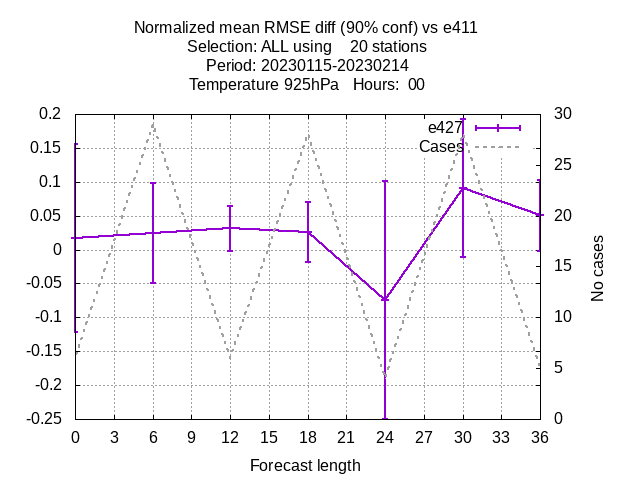 Normalized mean RMSE diff (90% conf) vs e411
Selection: ALL using    20 stations
Period: 20230115-20230214
Temperature 925hPa   Hours:  00
0.2
0.15
0.1
0.05
0
-0.05
-0.1
-0.15
-0.2
-0.25
e427
Cases
30
25
20
15
10
5
0
No cases
0 3 6 9 12 15 18 21 24 27 30 33 36
Forecast length